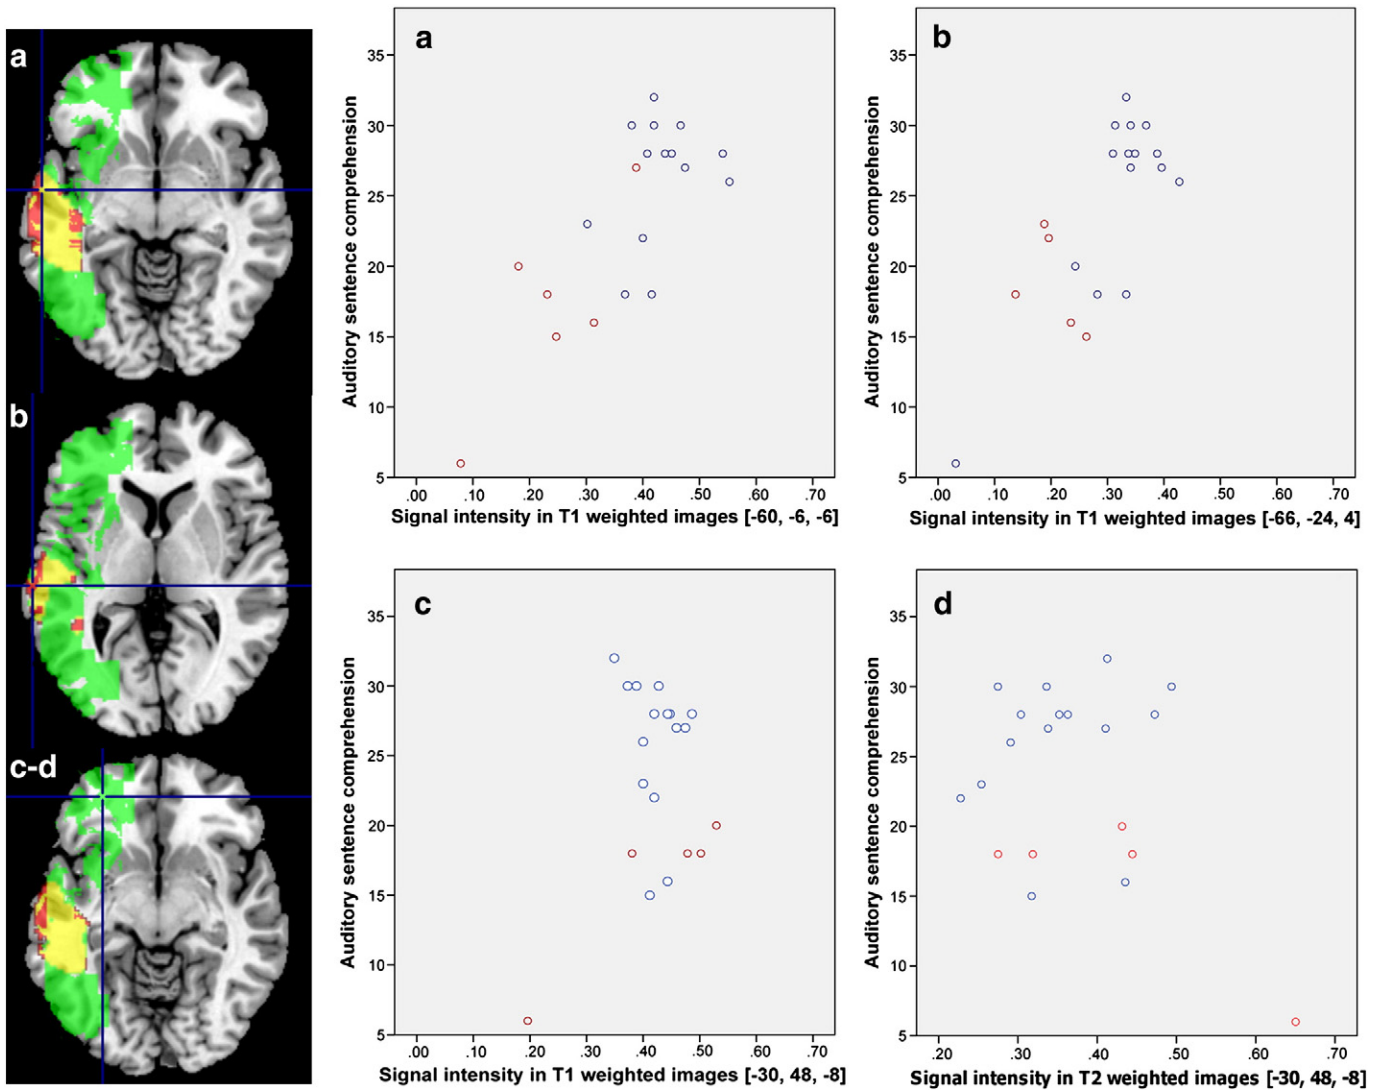 a
b
c-d
a
35
30
25
20
15
10
5
Auditory sentence comprehension
.00 .10 .20 .30 .40 .50 .60 .70
Signal intensity in T1 weighted images [-60, -6, -6]
b
35
30
25
20
15
10
5
Auditory sentence comprehension
.00 .10 .20 .30 .40 .50 .60 .70
Signal intensity in T1 weighted images [-66, -24, 4]
c
35
30
25
20
15
10
5
Auditory sentence comprehension
.00 .10 .20 .30 .40 .50 .60 .70
Signal intensity in T1 weighted images [-30, 48, -8]
d
35
30
25
20
15
10
5
Auditory sentence comprehension
.20 .30 .40 .50 .60 .70
Signal intensity in T2 weighted images [-30, 48, -8]